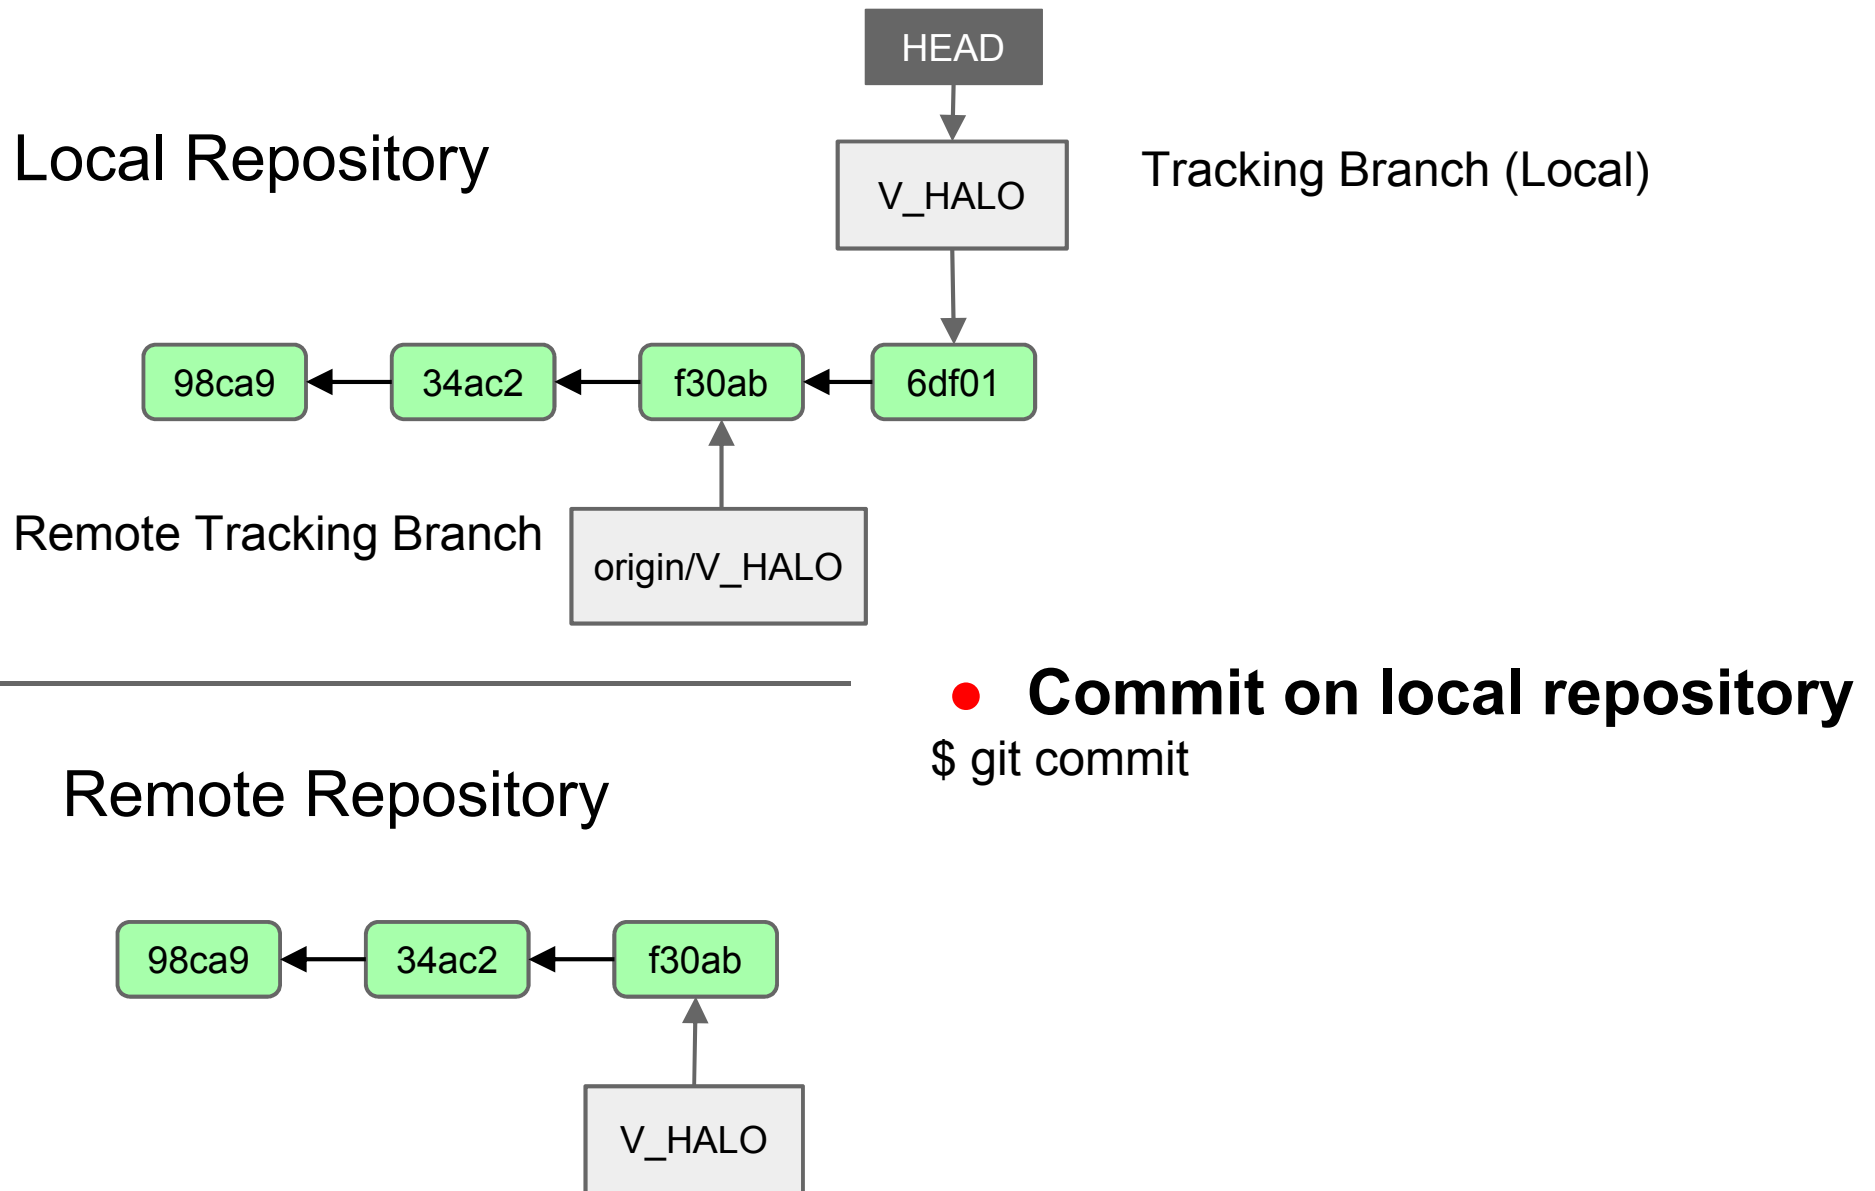 HEAD
Local Repository
Tracking Branch (Local)
V_HALO
98ca9
34ac2
f30ab
6df01
Remote Tracking Branch
origin/V_HALO
● Commit on local repository
$ git commit
Remote Repository
98ca9
34ac2
f30ab
V_HALO